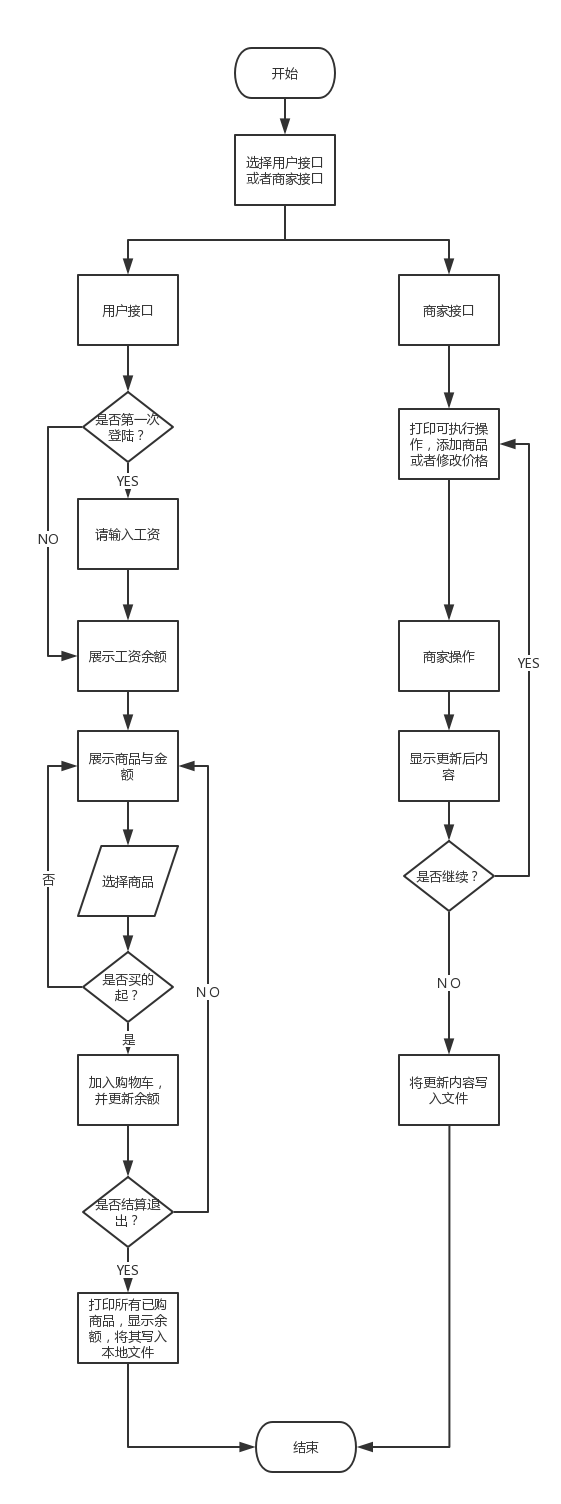 开始
选择用户接口
或者商家接口
用户接口
商家接口
是否第一次
登陆？
打印可执行操
作，添加商品
或者修改价格
YES
请输入工资
NO
展示工资余额
商家操作
YES
展示商品与金
额
显示更新后内
容
选择商品
是否继续？
否
是否买的
起？
NO
NO
是
加入购物车，
并更新余额
将更新内容写
入文件
是否结算退
出？
YES
打印所有已购
商品，显示余
额，将其写入
本地文件
结束